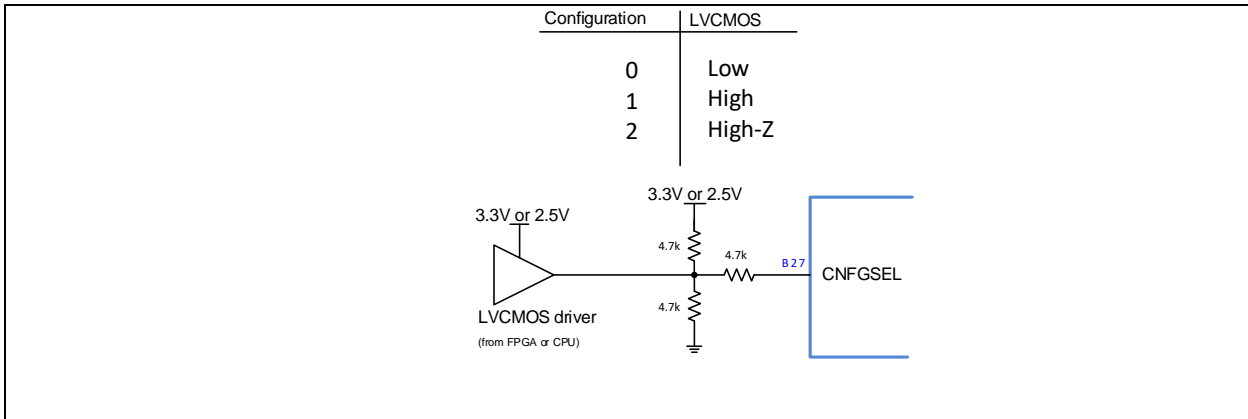 Configuration LVCMOS
0 Low
1 High
2 High-Z
3.3V or 2.5V
3.3V or 2.5V
4.7k
4.7k
B27
CNFGSEL
4.7k
LVCMOS driver
(from FPGA or CPU)